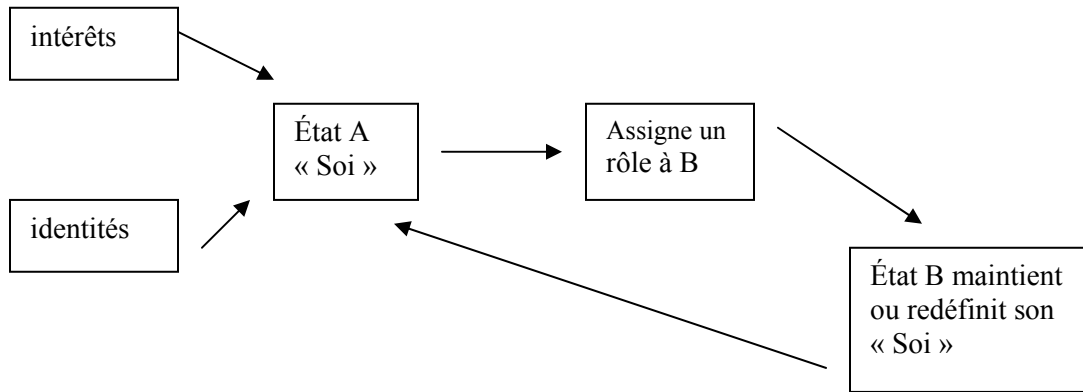 intérêts
État A
« Soi »
Assigne un
rôle à B
identités
État B maintient
ou redéfinit son
« Soi »